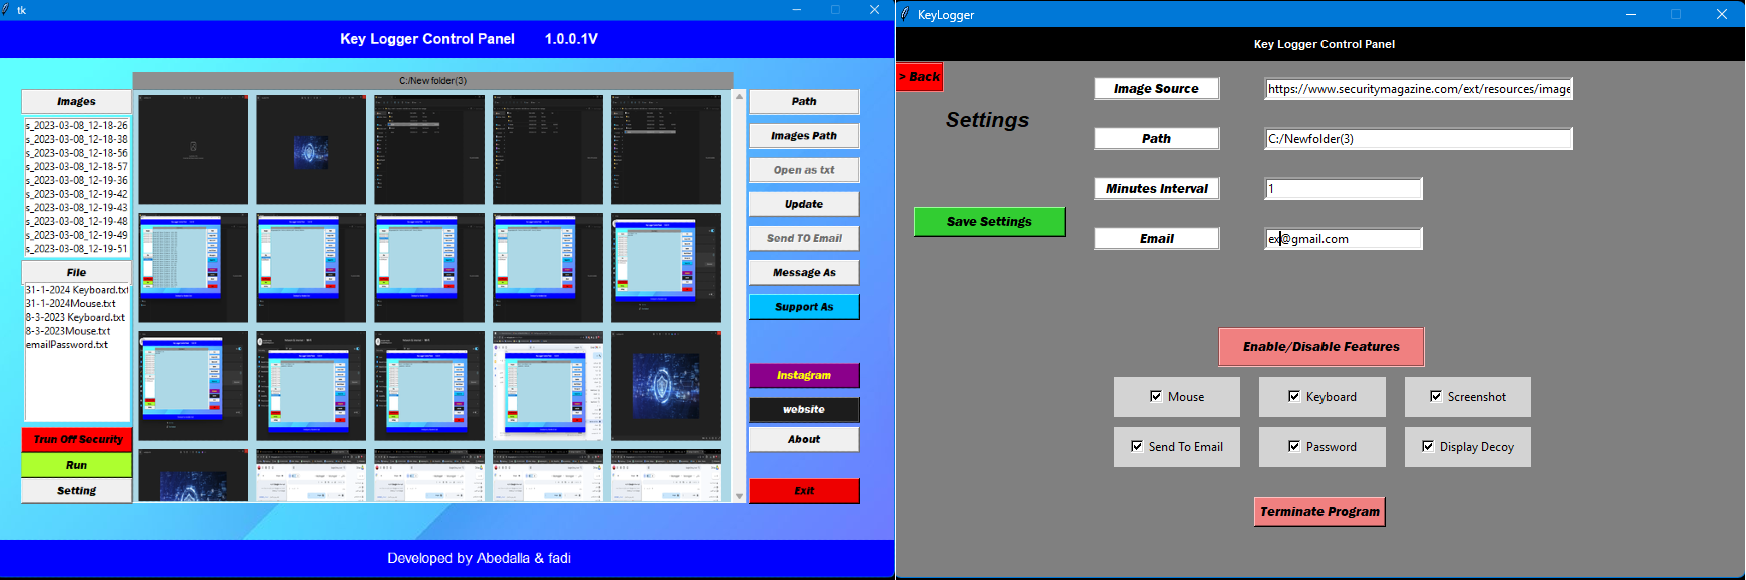 tk
Key Logger Control Panel 1.0.0.1V
C:/New folder(3)
Images
s_2023-03-08_12-18-26
s_2023-03-08_12-18-38
s_2023-03-08_12-18-56
s_2023-03-08_12-18-57
s_2023-03-08_12-19-36
s_2023-03-08_12-19-42
s_2023-03-08_12-19-43
s_2023-03-08_12-19-48
s_2023-03-08_12-19-49
s_2023-03-08_12-19-51
File
31-1-2024 Keyboard.txt
31-1-2024Mouse.txt
8-3-2023 Keyboard.txt
8-3-2023Mouse.txt
emailPassword.txt
Trun Off Security
Run
Setting
Path
Images Path
Open as txt
Update
Send TO Email
Message As
Support As
Instagram
website
About
Exit
Developed by Abedalla & fadi
KeyLogger
Key Logger Control Panel
> Back
Settings
Save Settings
Image Source
https://www.securitymagazine.com/ext/resources/image
Path
C:/Newfolder(3)
Minutes Interval
1
Email
ex@gmail.com
Enable/Disable Features
Mouse
Keyboard
Screenshot
Send To Email
Password
Display Decoy
Terminate Program